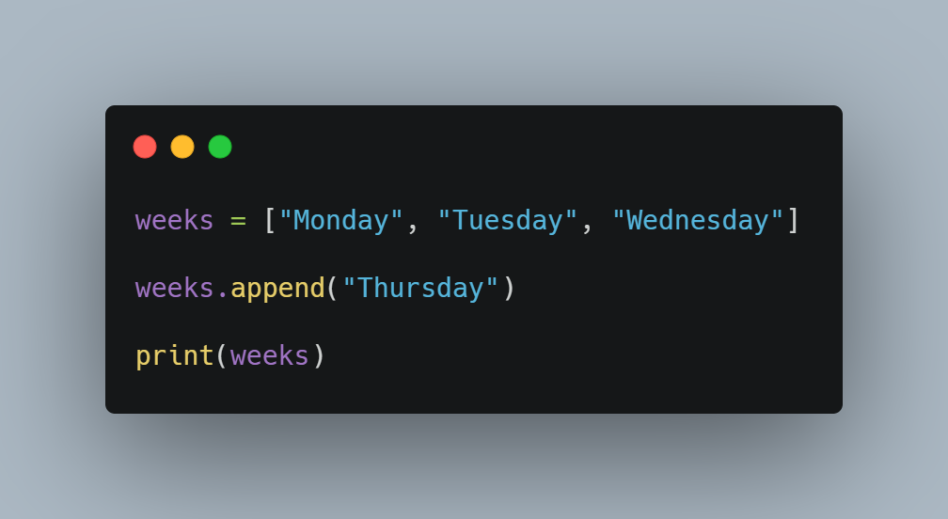 weeks = ["Monday", "Tuesday", "Wednesday"]
weeks.append("Thursday")
print(weeks)